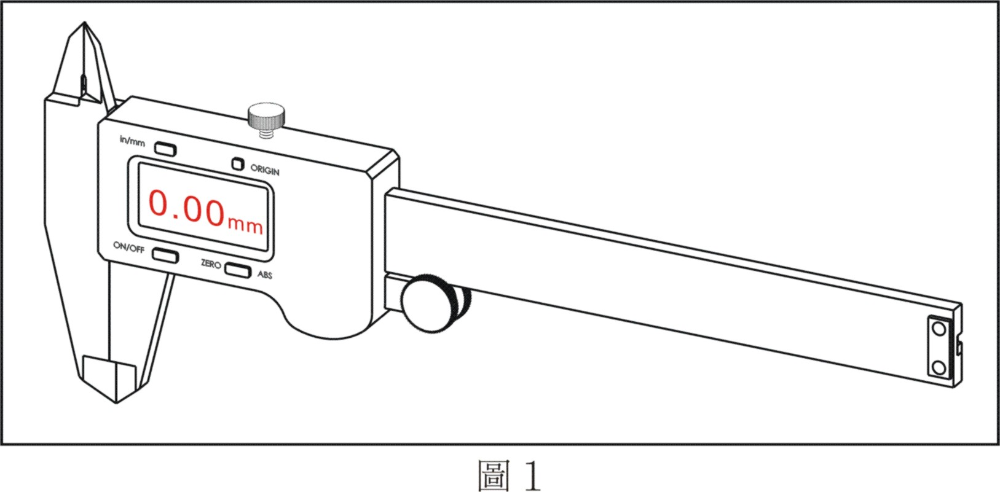 in/mm
ORIGIN
0.00mm
ON/OFF
ZERO
ABS
圖1